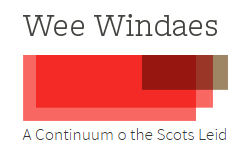 Wee Windaes
A Continuum o the Scots Leid